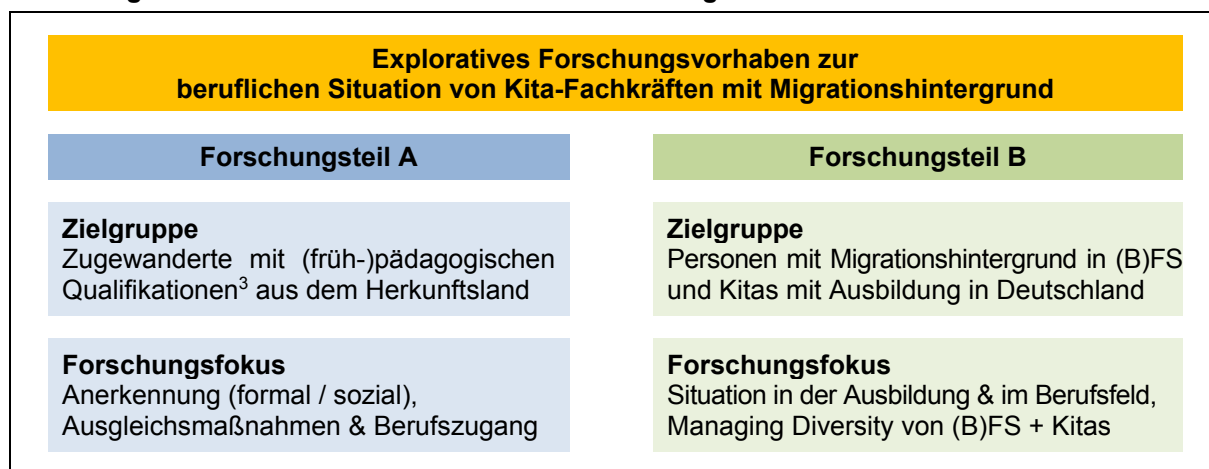 Exploratives Forschungsvorhaben zur
beruflichen Situation von Kita-Fachkräften mit Migrationshintergrund
Forschungsteil A
Zielgruppe
Zugewanderte mit (früh-)pädagogischen
Qualifikationen³ aus dem Herkunftsland
Forschungsfokus
Anerkennung (formal / sozial),
Ausgleichsmaßnahmen & Berufszugang
Forschungsteil B
Zielgruppe
Personen mit Migrationshintergrund in (B)FS
und Kitas mit Ausbildung in Deutschland
Forschungsfokus
Situation in der Ausbildung & im Berufsfeld,
Managing Diversity von (B)FS + Kitas